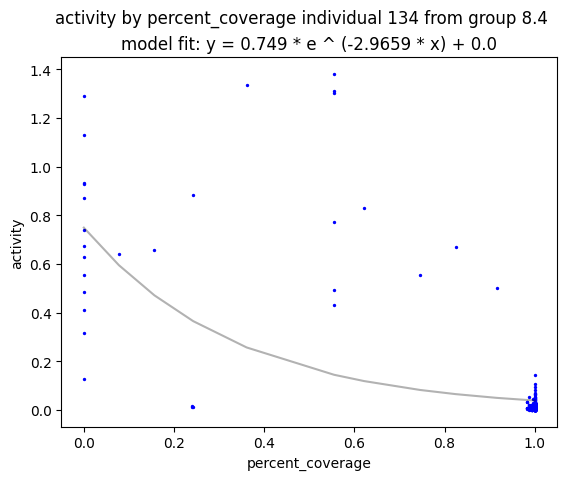 activity by percent_coverage individual 134 from group 8.4
model fit: y = 0.749 * e ^ (-2.9659 * x) + 0.0
1.4
1.2
1.0
0.8
0.6
0.4
0.2
0.0
activity
0.0 0.2 0.4 0.6 0.8 1.0
percent_coverage